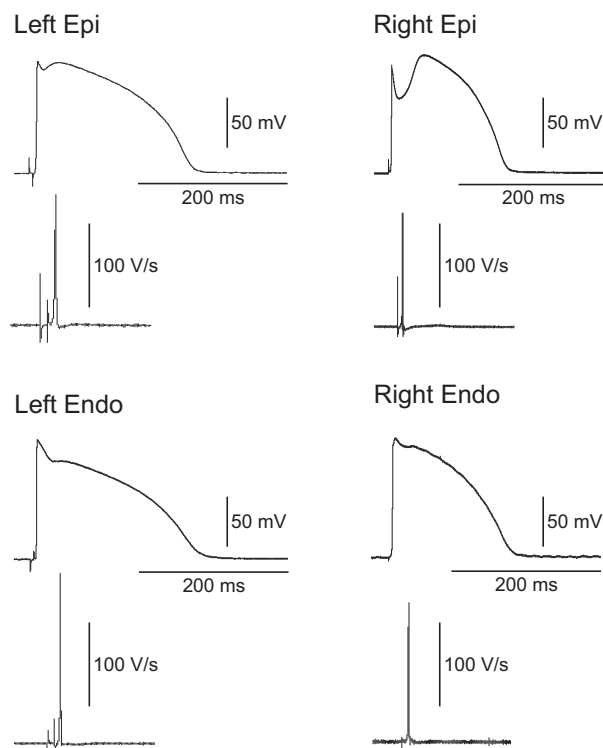 Left Epi
Right Epi
50 mV
50 mV
200 ms
200 ms
100 V/s
100 V/s
Left Endo
Right Endo
50 mV
50 mV
200 ms
200 ms
100 V/s
100 V/s